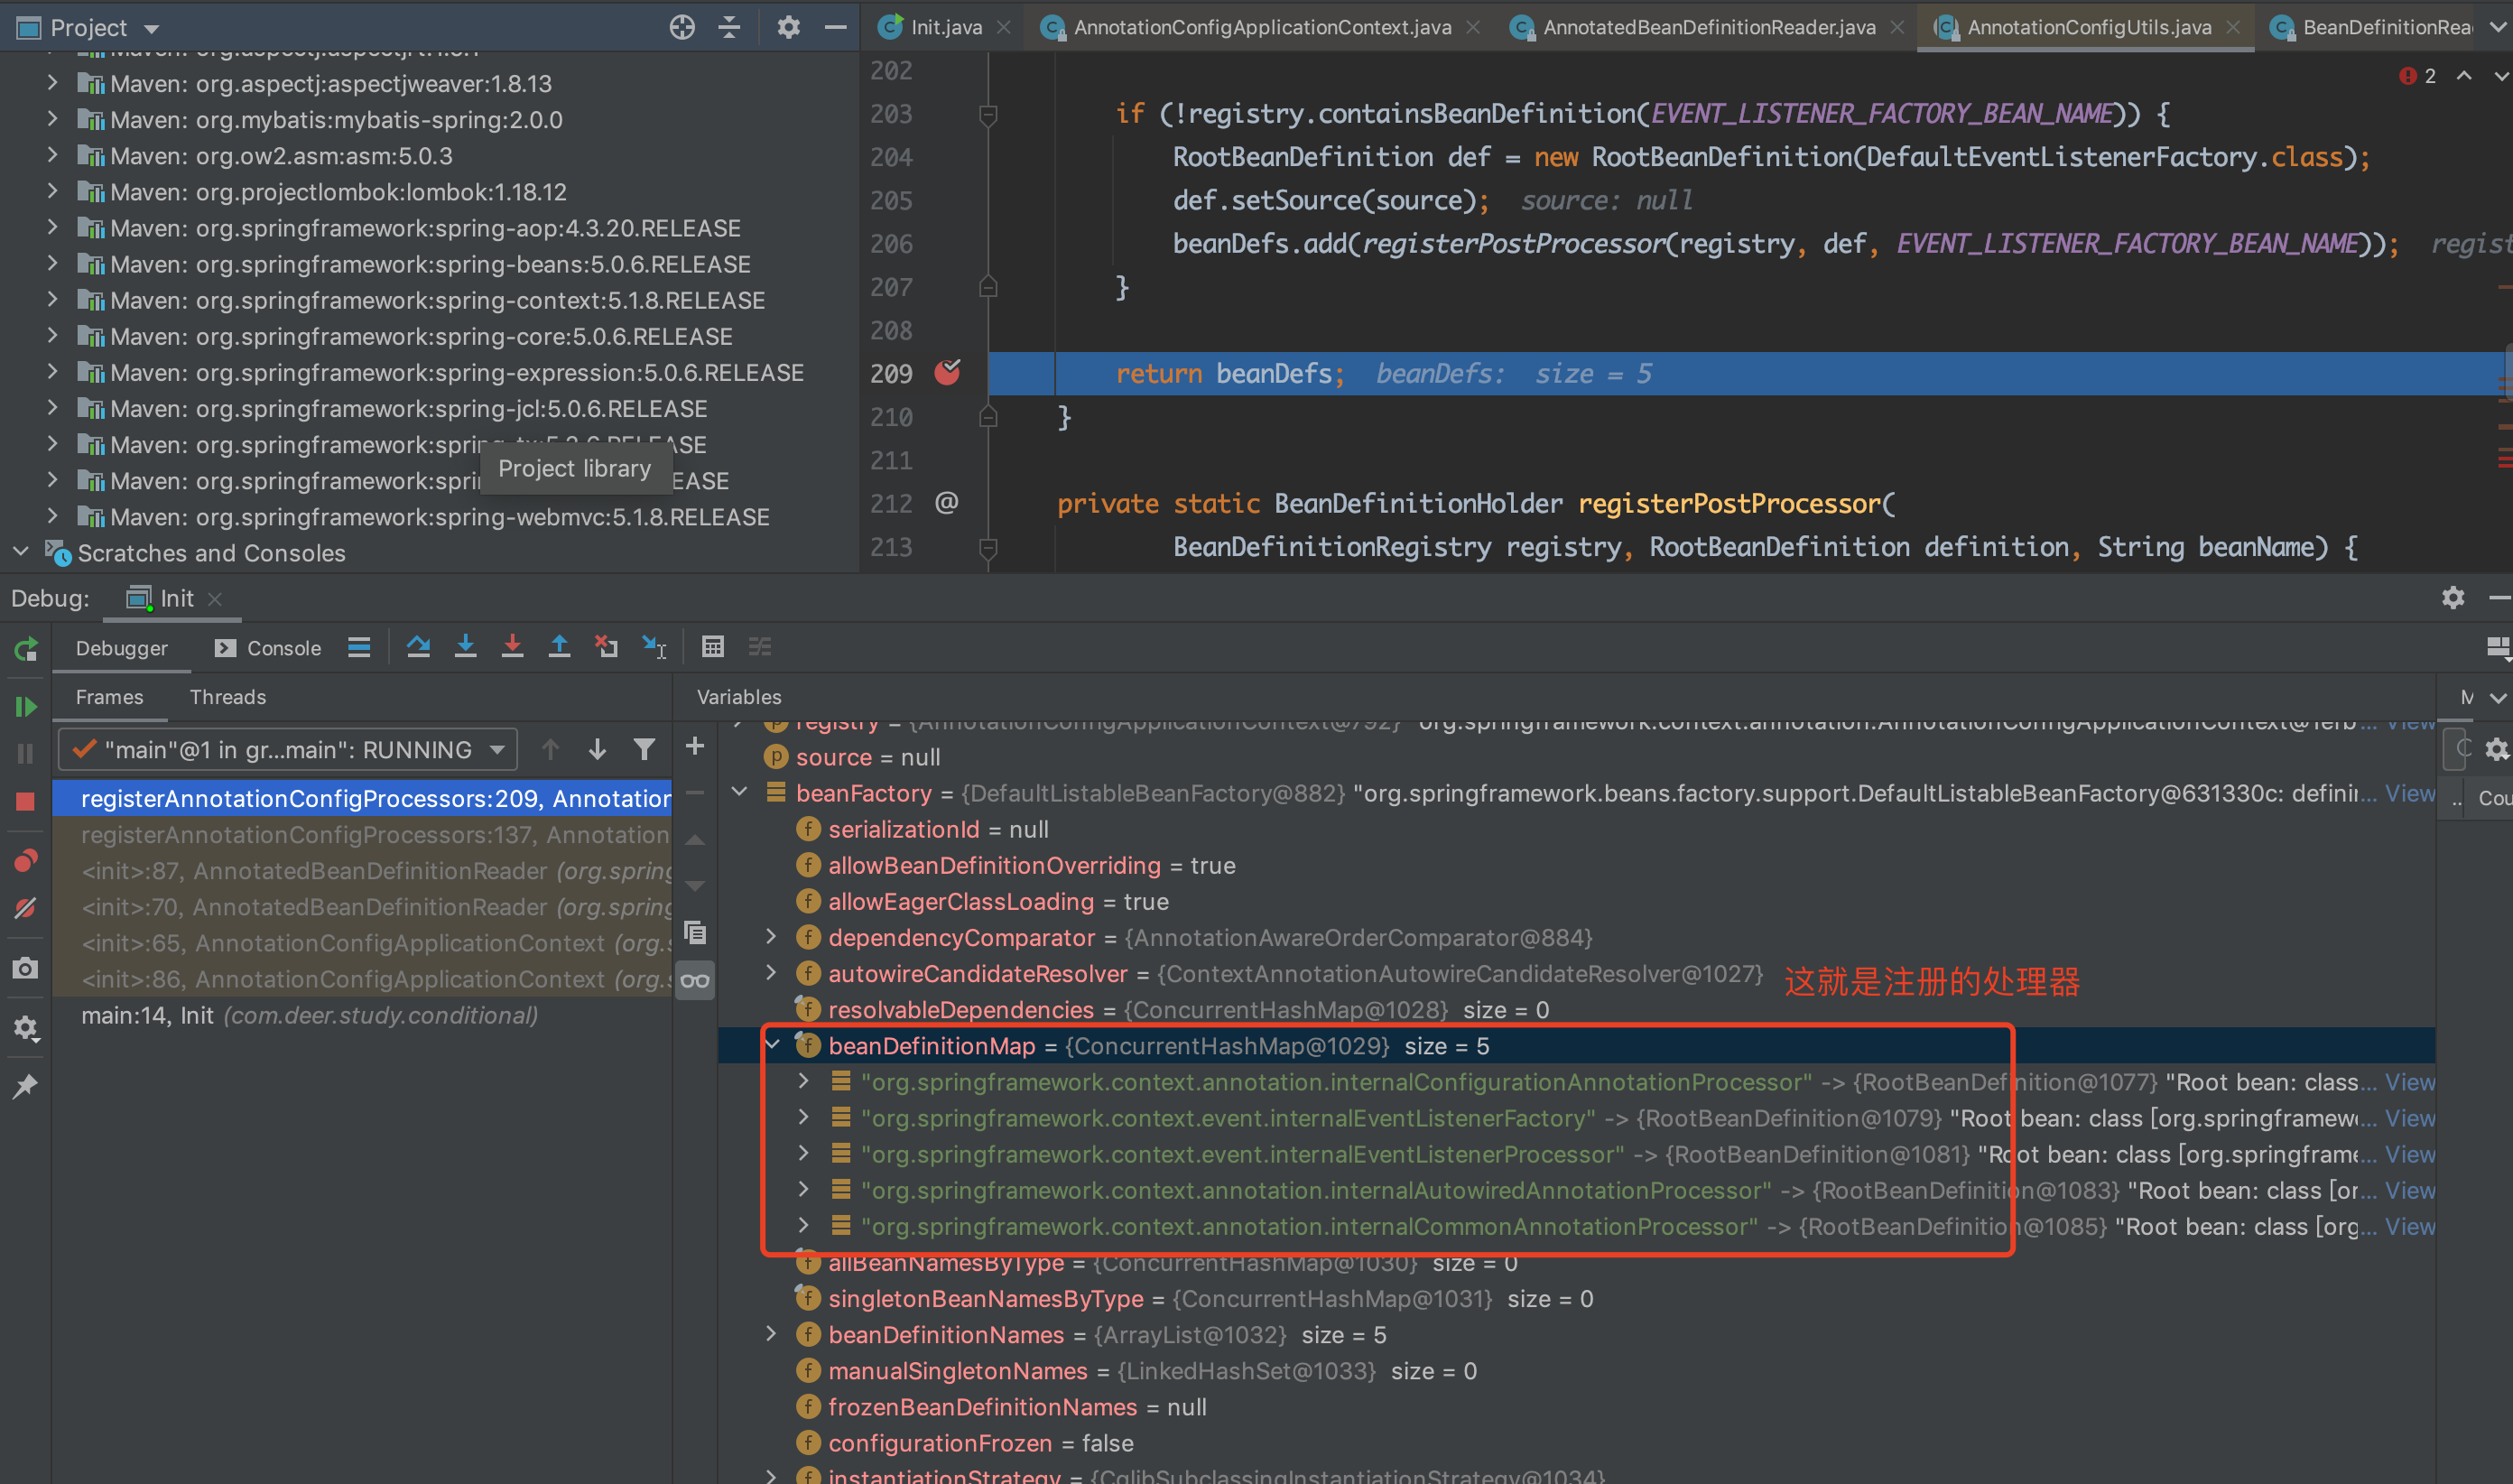 Project
Init.java
AnnotationConfigApplicationContext.java
AnnotatedBeanDefinitionReader.java
AnnotationConfigUtils.java
BeanDefinitionRea
Maven: org.aspectj:aspectjweaver:1.8.13
Maven: org.mybatis:mybatis-spring:2.0.0
Maven: org.ow2.asm:asm:5.0.3
Maven: org.projectlombok:lombok:1.18.12
Maven: org.springframework:spring-aop:4.3.20.RELEASE
Maven: org.springframework:spring-beans:5.0.6.RELEASE
Maven: org.springframework:spring-context:5.1.8.RELEASE
Maven: org.springframework:spring-core:5.0.6.RELEASE
Maven: org.springframework:spring-expression:5.0.6.RELEASE
Maven: org.springframework:spring-jcl:5.0.6.RELEASE
Maven: org.springframework:spring
Project library
Maven: org.springframework:spri
EASE
Maven: org.springframework:spring-webmvc:5.1.8.RELEASE
Scratches and Consoles
2
202
203 if (!registry.containsBeanDefinition(EVENT_LISTENER_FACTORY_BEAN_NAME)) {
204 RootBeanDefinition def = new RootBeanDefinition(DefaultEventListenerFactory.class);
205 def.setSource(source); source: null
206 beanDefs.add(registerPostProcessor(registry, def, EVENT_LISTENER_FACTORY_BEAN_NAME)); regist
207 }
208
209 return beanDefs; beanDefs: size = 5
210 }
211
212 @ private static BeanDefinitionHolder registerPostProcessor(
213 BeanDefinitionRegistry registry, RootBeanDefinition definition, String beanName) {
Debug: Init
Debugger Console
Frames Threads
"main"@1 in gr...main": RUNNING
registerAnnotationConfigProcessors:209, Annotation
registerAnnotationConfigProcessors:137, Annotation
<init>:87, AnnotatedBeanDefinitionReader (org.spring
<init>:70, AnnotatedBeanDefinitionReader (org.spring
<init>:65, AnnotationConfigApplicationContext (org.s
<init>:86, AnnotationConfigApplicationContext (org.s
main:14, Init (com.deer.study.conditional)
Variables
registry = {AnnotationConfigApplicationContext@792}
source = null
beanFactory = {DefaultListableBeanFactory@882} "org.springframework.beans.factory.support.DefaultListableBeanFactory@631330c: definir... View
serializationId = null
allowBeanDefinitionOverriding = true
allowEagerClassLoading = true
dependencyComparator = {AnnotationAwareOrderComparator@884}
autowireCandidateResolver = {ContextAnnotationAutowireCandidateResolver@1027} 这就是注册的处理器
resolvableDependencies = {ConcurrentHashMap@1028} size = 0
beanDefinitionMap = {ConcurrentHashMap@1029} size = 5
"org.springframework.context.annotation.internalConfigurationAnnotationProcessor" -> {RootBeanDefinition@1077} "Root bean: class... View
"org.springframework.context.event.internalEventListenerFactory" -> {RootBeanDefinition@1079} "Root bean: class [org.springframew... View
"org.springframework.context.event.internalEventListenerProcessor" -> {RootBeanDefinition@1081} "Root bean: class [org.springframe... View
"org.springframework.context.annotation.internalAutowiredAnnotationProcessor" -> {RootBeanDefinition@1083} "Root bean: class [or... View
"org.springframework.context.annotation.internalCommonAnnotationProcessor" -> {RootBeanDefinition@1085} "Root bean: class [org... View
allBeanNamesByType = {ConcurrentHashMap@1030} size = 0
singletonBeanNamesByType = {ConcurrentHashMap@1031} size = 0
beanDefinitionNames = {ArrayList@1032} size = 5
manualSingletonNames = {LinkedHashSet@1033} size = 0
frozenBeanDefinitionNames = null
configurationFrozen = false
instantiationStrategy = {CglibSubclassingInstantiationStrategy@1034}
M
Cou